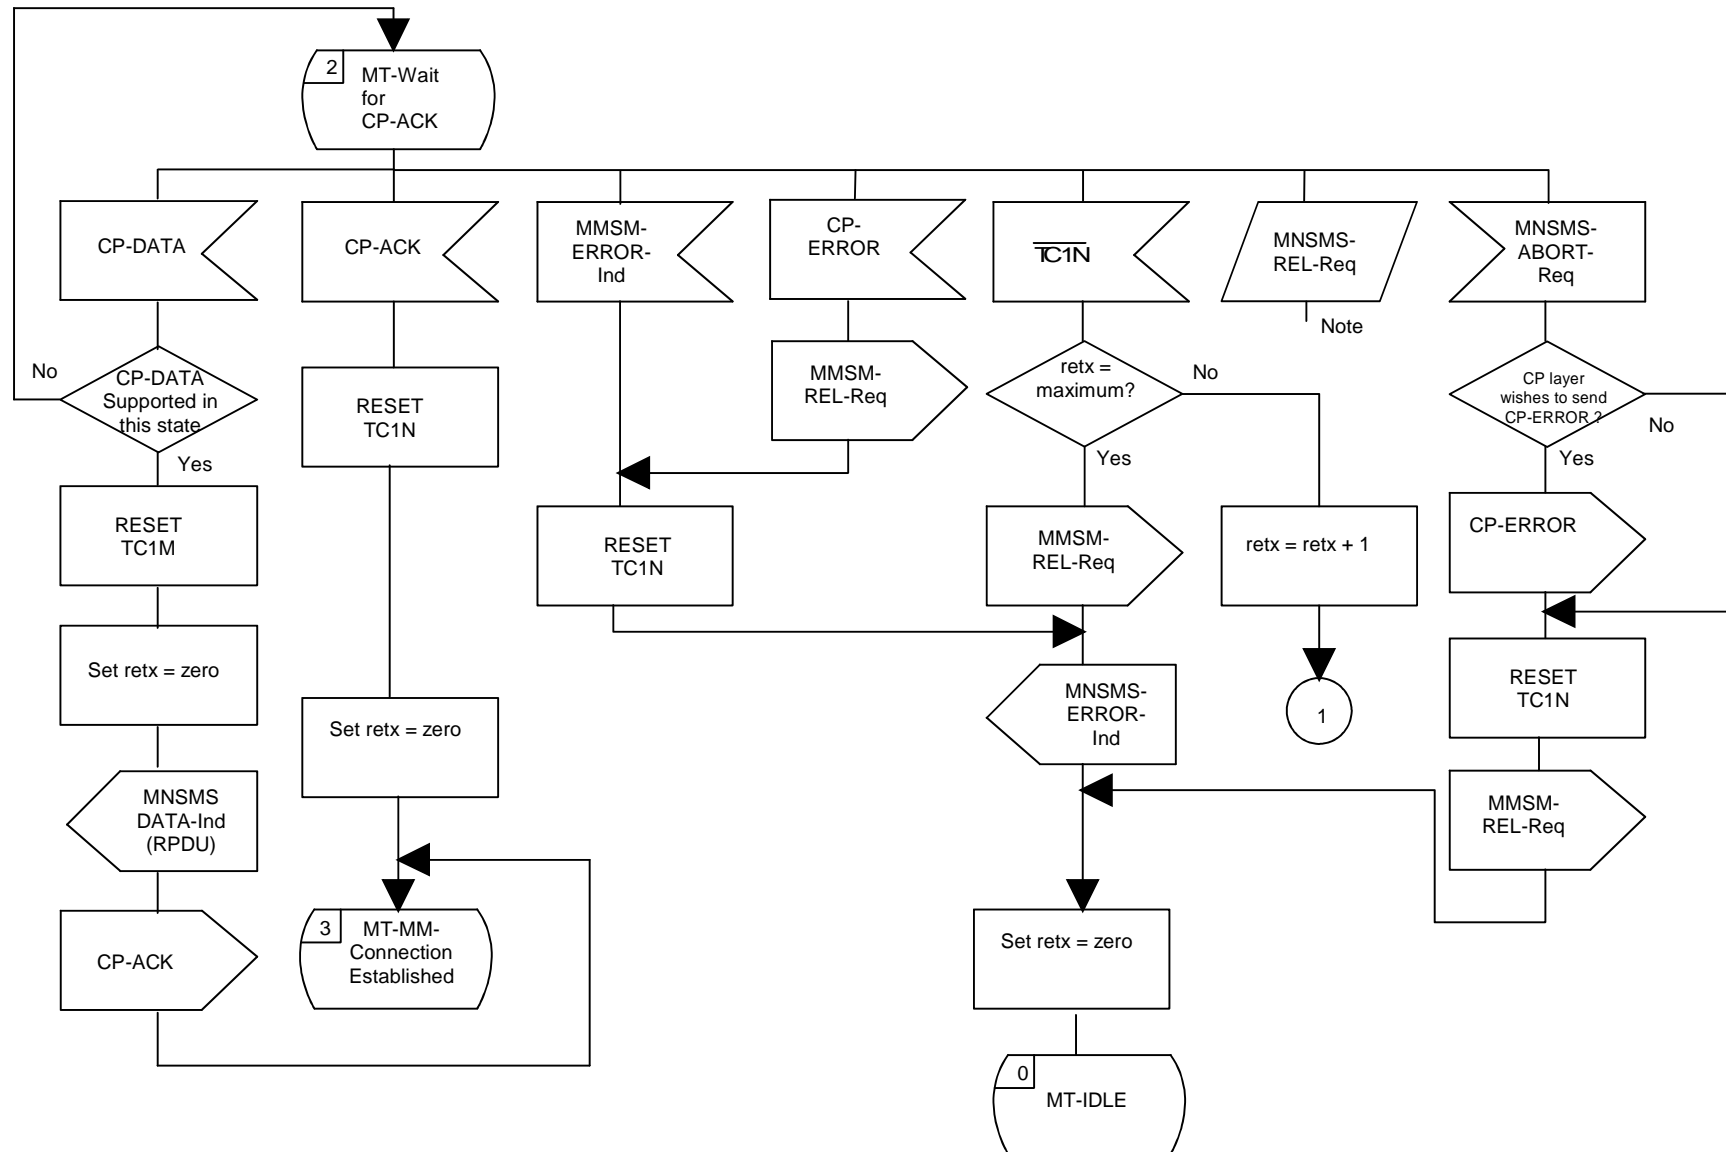 2
MT-Wait
for
CP-ACK
CP-DATA
CP-ACK
MMSM-
ERROR-
Ind
CP-
ERROR
TC1N
MNSMS-
REL-Req
MNSMS-
ABORT-
Req
Note
No
CP-DATA
Supported in
this state
Yes
RESET
TC1N
MMSM-
REL-Req
retx =
maximum?
No
Yes
CP layer
wishes to send
CP-ERROR ?
No
Yes
RESET
TC1M
RESET
TC1N
MMSM-
REL-Req
retx = retx + 1
CP-ERROR
Set retx = zero
Set retx = zero
MNSMS-
ERROR-
Ind
1
RESET
TC1N
MNSMS
DATA-Ind
(RPDU)
MMSM-
REL-Req
CP-ACK
3
MT-MM-
Connection
Established
Set retx = zero
0
MT-IDLE